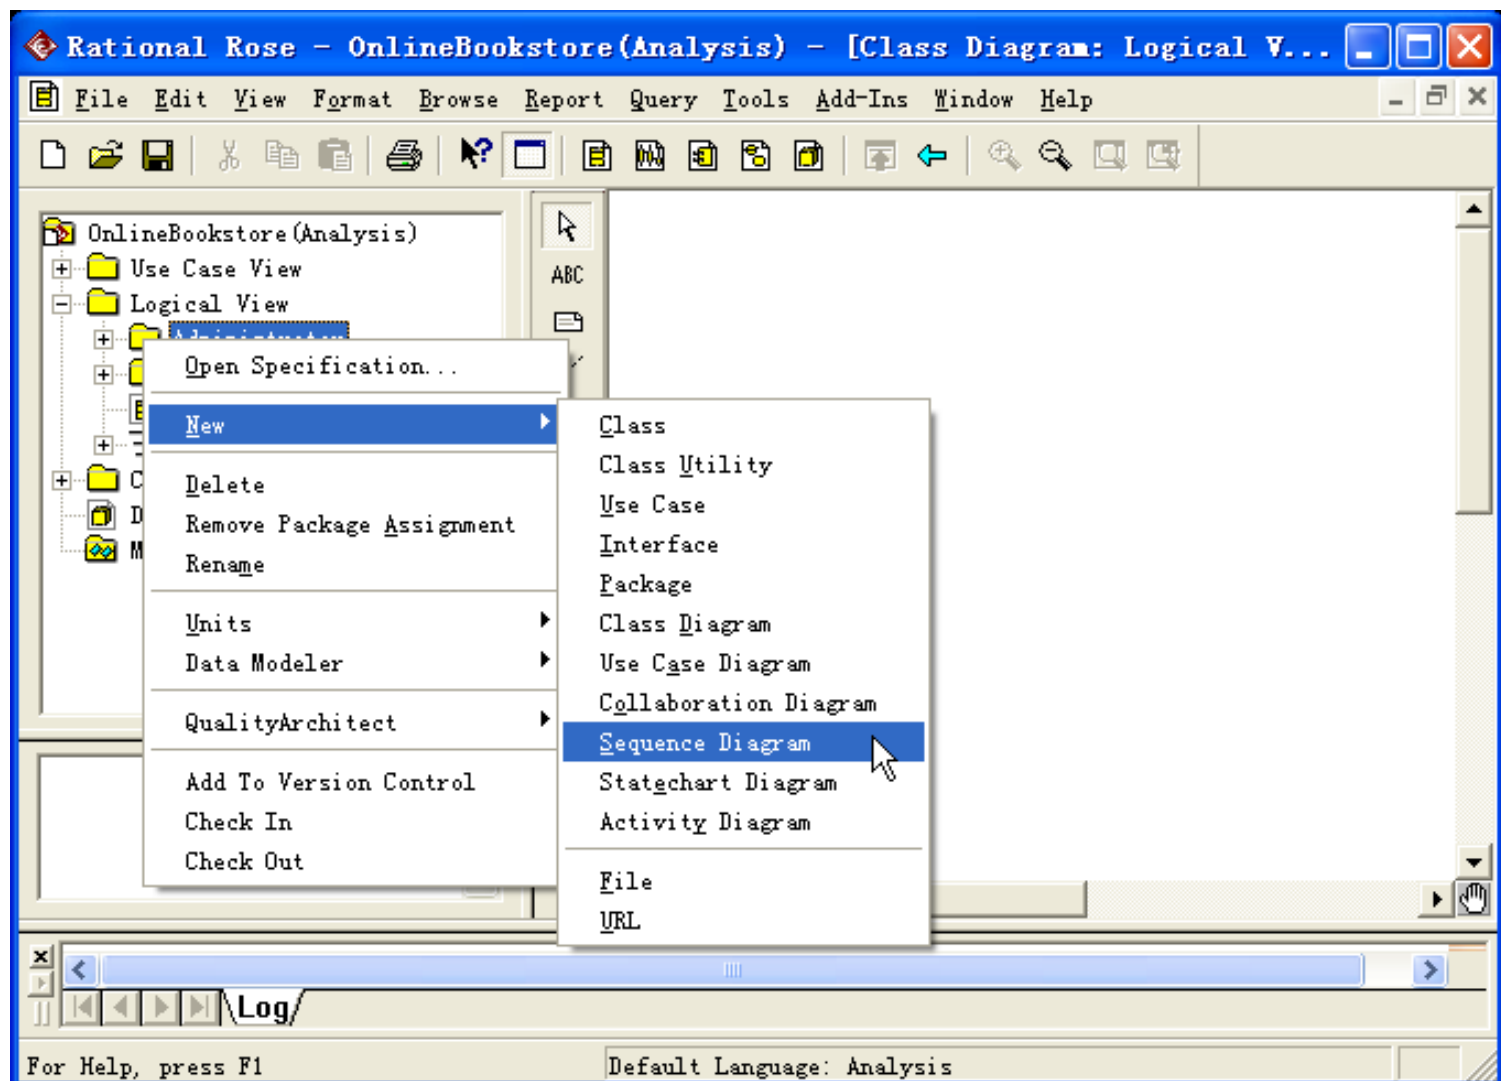 Rational Rose - OnlineBookstore(Analysis) - [Class Diagram: Logical V...
File Edit View Format Browse Report Query Tools Add-Ins Window Help
OnlineBookstore(Analysis)
Use Case View
Logical View
ABC
Open Specification...
New
Delete
Remove Package Assignment
Rename
Units
Data Modeler
QualityArchitect
Add To Version Control
Check In
Check Out
Class
Class Utility
Use Case
Interface
Package
Class Diagram
Use Case Diagram
Collaboration Diagram
Sequence Diagram
Statechart Diagram
Activity Diagram
File
URL
C
D
M
Log
For Help, press F1
Default Language: Analysis